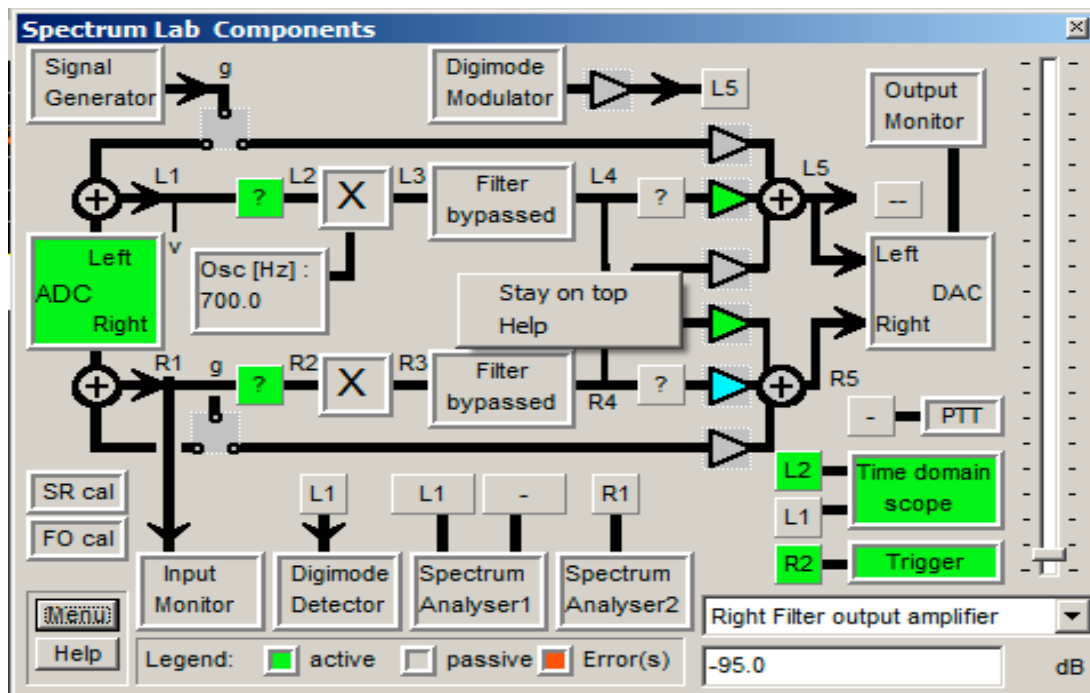 Spectrum Lab Components
Signal
Generator
g
Digimode
Modulator
L5
Output
Monitor
L1
?
L2
X
L3
Filter
bypassed
L4
?
L5
--
v
Left
ADC
Right
Osc [Hz] :
700.0
Stay on top
Help
Left
DAC
Right
R1
g
?
R2
X
R3
Filter
bypassed
R4
?
R5
-
PTT
SR cal
FO cal
L1
L1
-
R1
L2
L1
Time domain
scope
R2
Trigger
Input
Monitor
Digimode
Detector
Spectrum
Analyser1
Spectrum
Analyser2
Menu
Help
Legend:
active
passive
Error(s)
Right Filter output amplifier
-95.0
dB